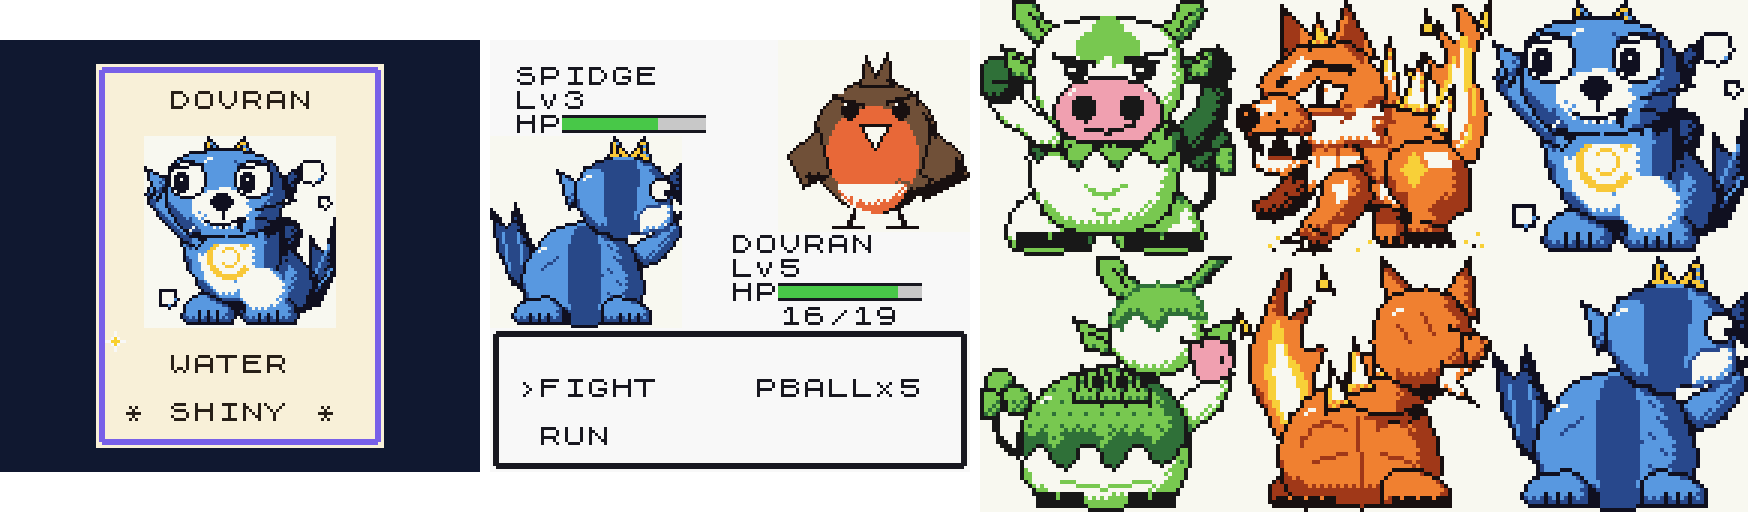 DOVRAN
WATER
* SHINY *
SPIDGE
Lv3
HP
DOVRAN
Lv5
HP
16/19
>FIGHT PBALLx5
RUN